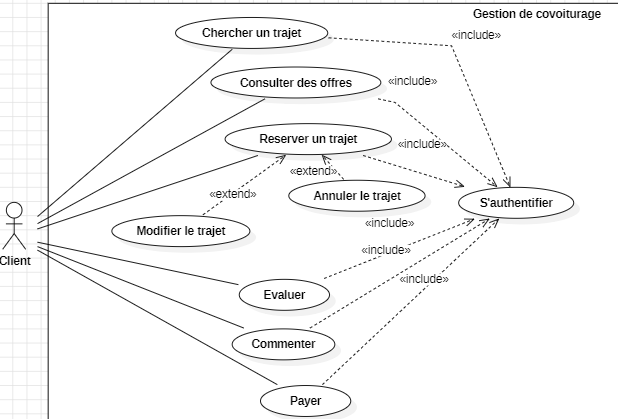 Gestion de covoiturage
Chercher un trajet
«include»
Consulter des offres
«include»
Reserver un trajet
«include»
«extend»
«extend»
Annuler le trajet
S'authentifier
Modifier le trajet
«include»
«include»
Client
«include»
Evaluer
Commenter
Payer